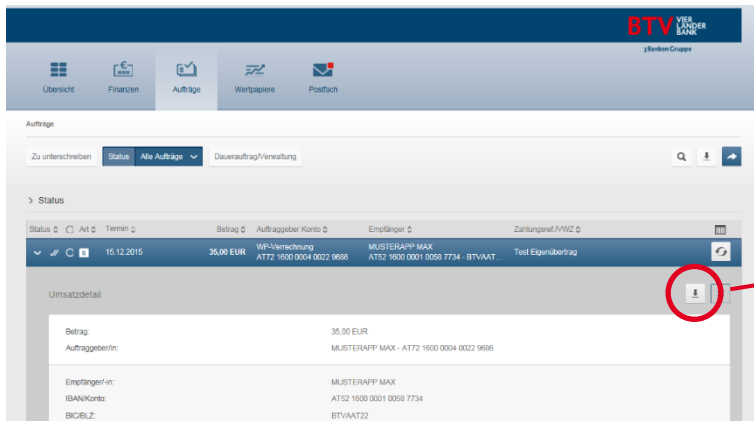 BTV VIER LÄNDER BANK
3Banken Gruppe
Übersicht Finanzen Aufträge Wertpapiere Postfach
Aufträge
Zu unterschreiben Status Alle Aufträge Dauerauftrag/Verwaltung
> Status
Status Art Termin Betrag Auftraggeber Konto Empfänger Zahlungsref./VWZ
S 15.12.2015 35,00 EUR WP-Verrechnung MUSTERAPP MAX Test Eigenübertrag
AT72 1600 0004 0022 9686 AT52 1600 0001 0058 7734 - BTVAAT...
Umsatzdetail
Betrag: 35,00 EUR
Auftraggeber/in: MUSTERAPP MAX - AT72 1600 0004 0022 9686
Empfänger/-in: MUSTERAPP MAX
IBAN/Konto: AT52 1600 0001 0058 7734
BIC/BLZ: BTVAAT22